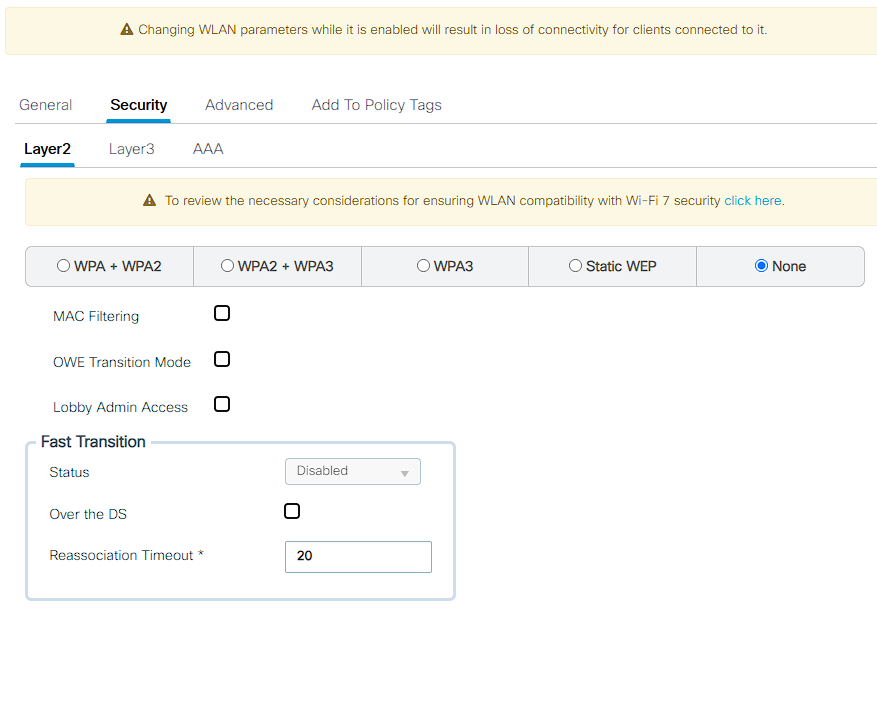 Changing WLAN parameters while it is enabled will result in loss of connectivity for clients connected to it.
General Security Advanced Add To Policy Tags
Layer2 Layer3 AAA
To review the necessary considerations for ensuring WLAN compatibility with Wi-Fi 7 security click here.
WPA + WPA2 WPA2 + WPA3 WPA3 Static WEP None
MAC Filtering
OWE Transition Mode
Lobby Admin Access
Fast Transition
Status Disabled
Over the DS
Reassociation Timeout * 20